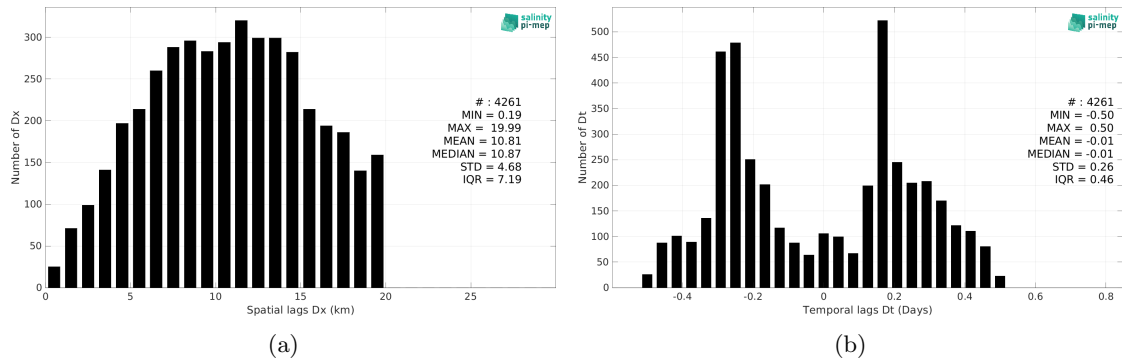 Number of Dx
300
250
200
150
100
50
0
0 5 10 15 20 25
Spatial lags Dx (km)
salinity
pi-mep
# : 4261
MIN = 0.19
MAX = 19.99
MEAN = 10.81
MEDIAN = 10.87
STD = 4.68
IQR = 7.19
(a)
Number of Dt
500
450
400
350
300
250
200
150
100
50
0
-0.4 -0.2 0 0.2 0.4 0.6 0.8
Temporal lags Dt (Days)
salinity
pi-mep
# : 4261
MIN = -0.50
MAX = 0.50
MEAN = -0.01
MEDIAN = -0.01
STD = 0.26
IQR = 0.46
(b)